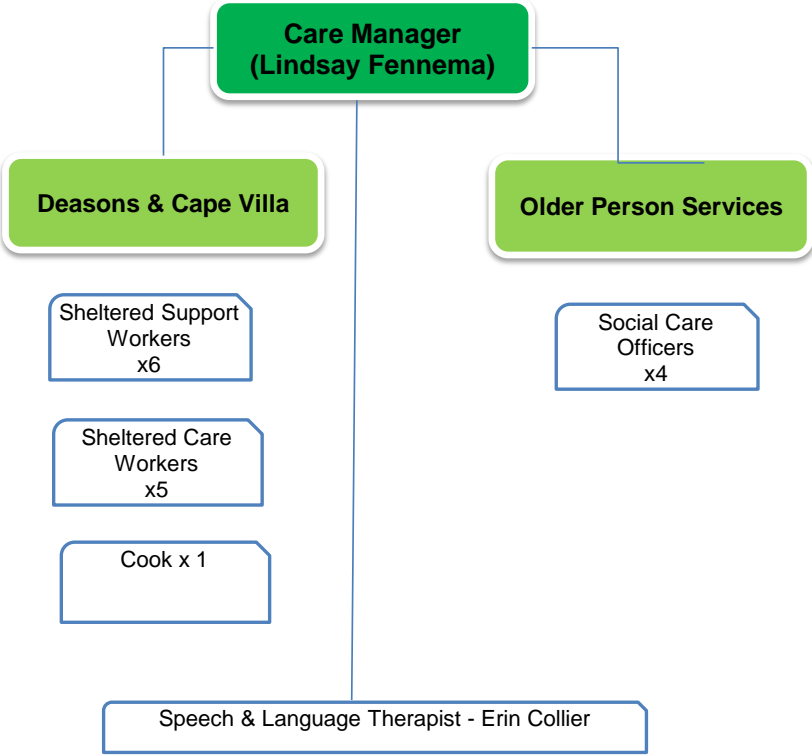 Care Manager
(Lindsay Fennema)
Deasons & Cape Villa
Older Person Services
Sheltered Support
Workers
x6
Social Care
Officers
x4
Sheltered Care
Workers
x5
Cook x 1
Speech & Language Therapist - Erin Collier